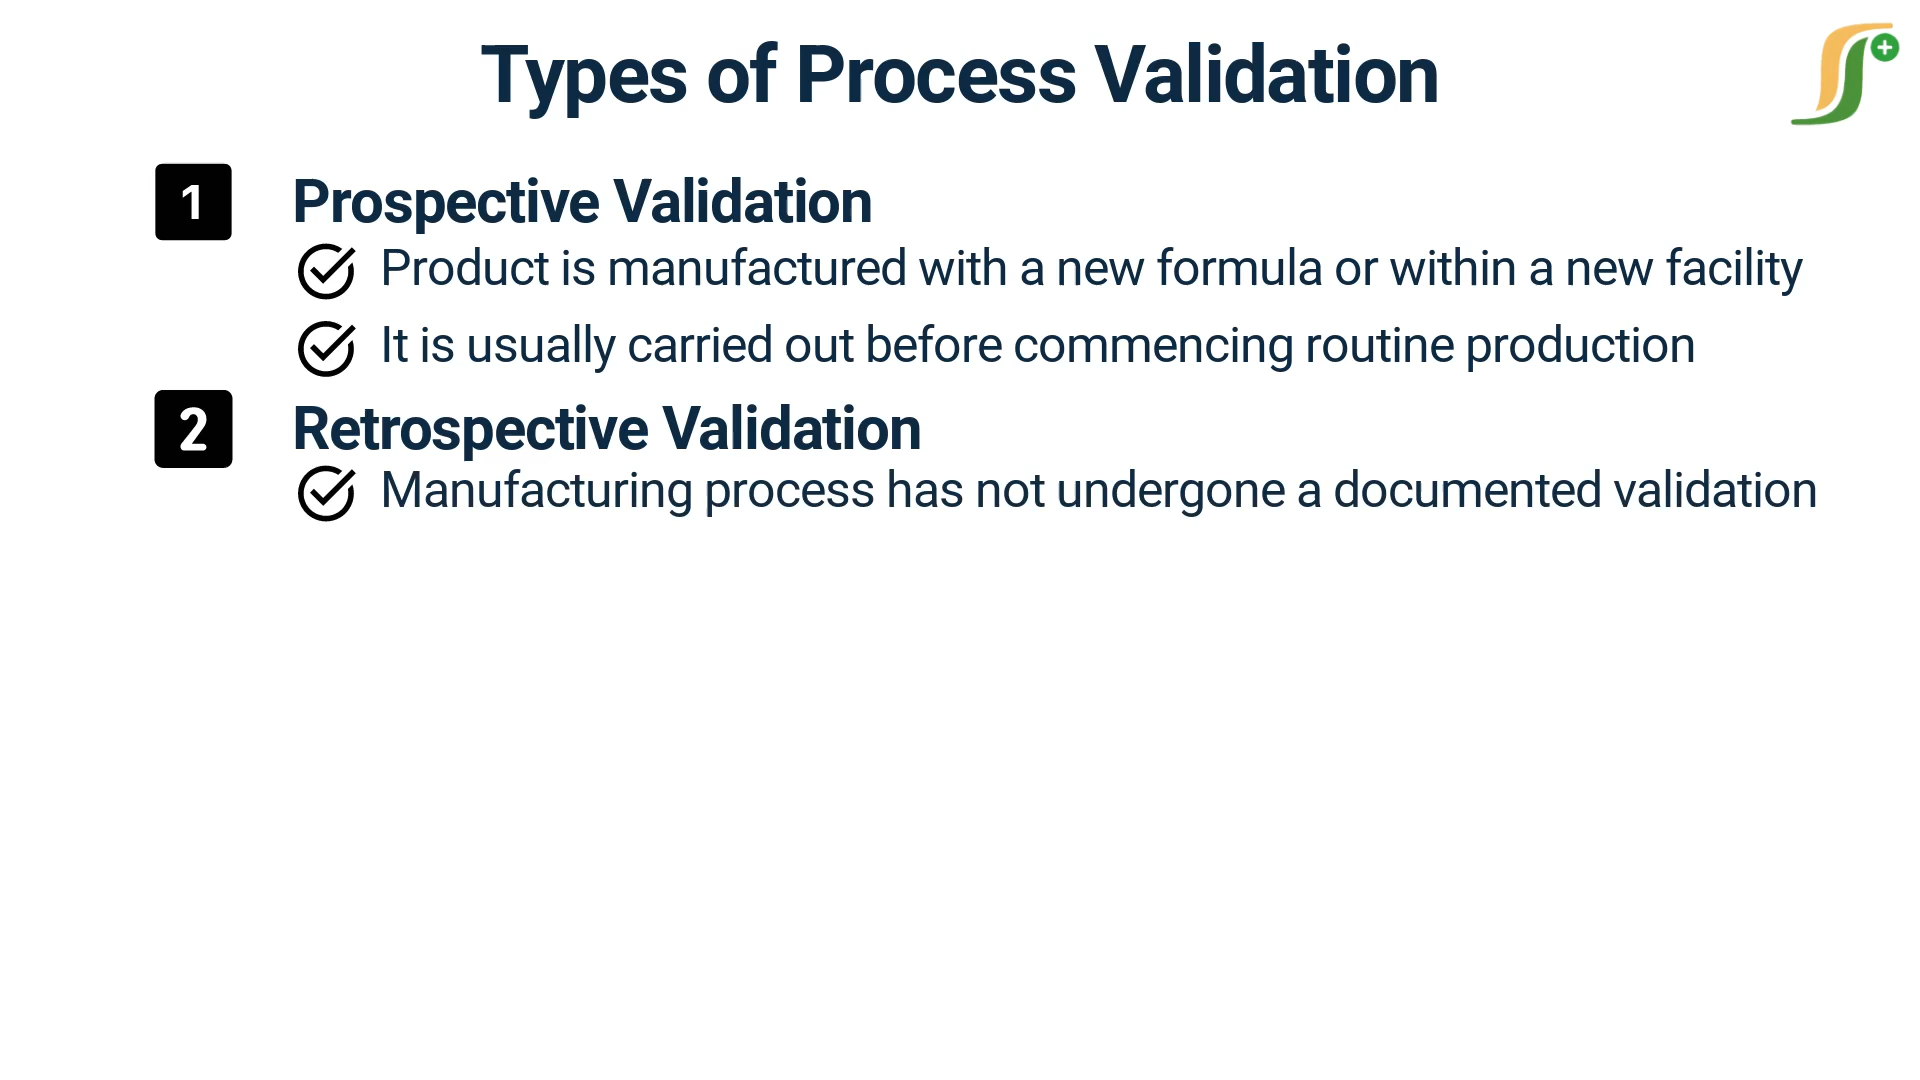 Types of Process Validation
1
Prospective Validation
Product is manufactured with a new formula or within a new facility
It is usually carried out before commencing routine production
2
Retrospective Validation
Manufacturing process has not undergone a documented validation